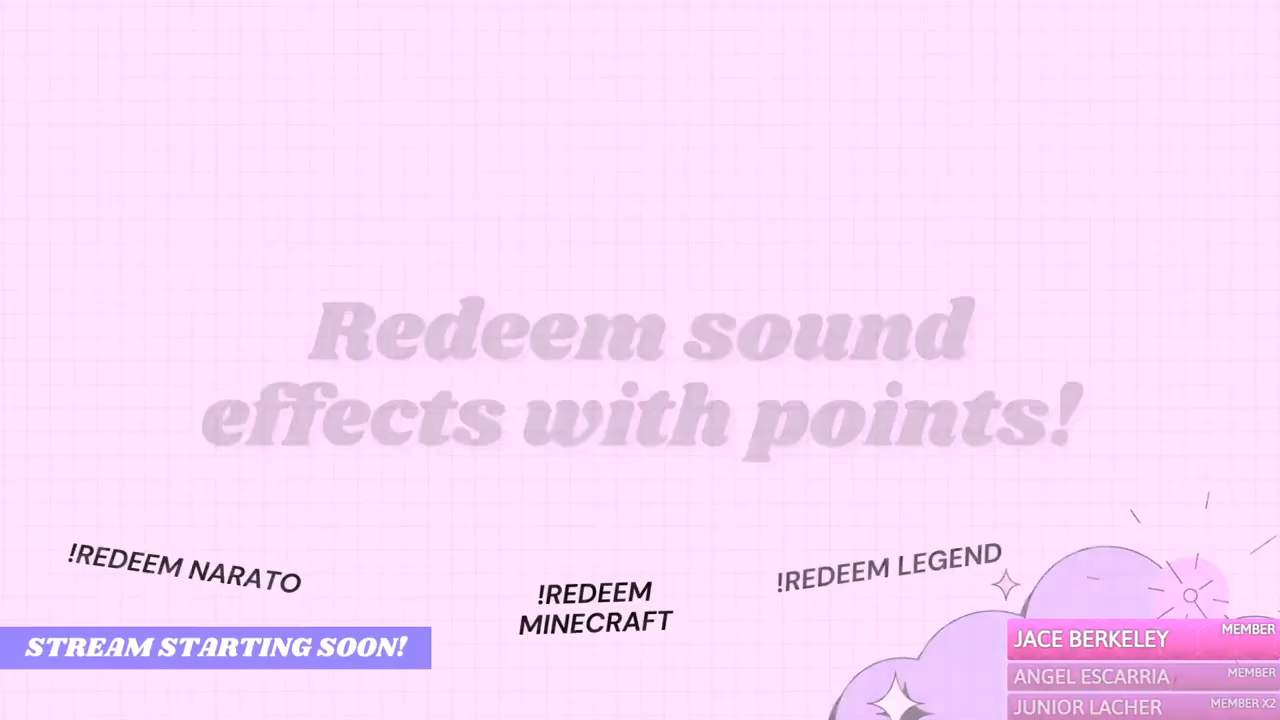 Redeem sound
effects with points!
!REDEEM NARATO
!REDEEM
MINECRAFT
!REDEEM LEGEND
STREAM STARTING SOON!
JACE BERKELEY MEMBER
ANGEL ESCARRIA MEMBER
JUNIOR LACHER MEMBER X2